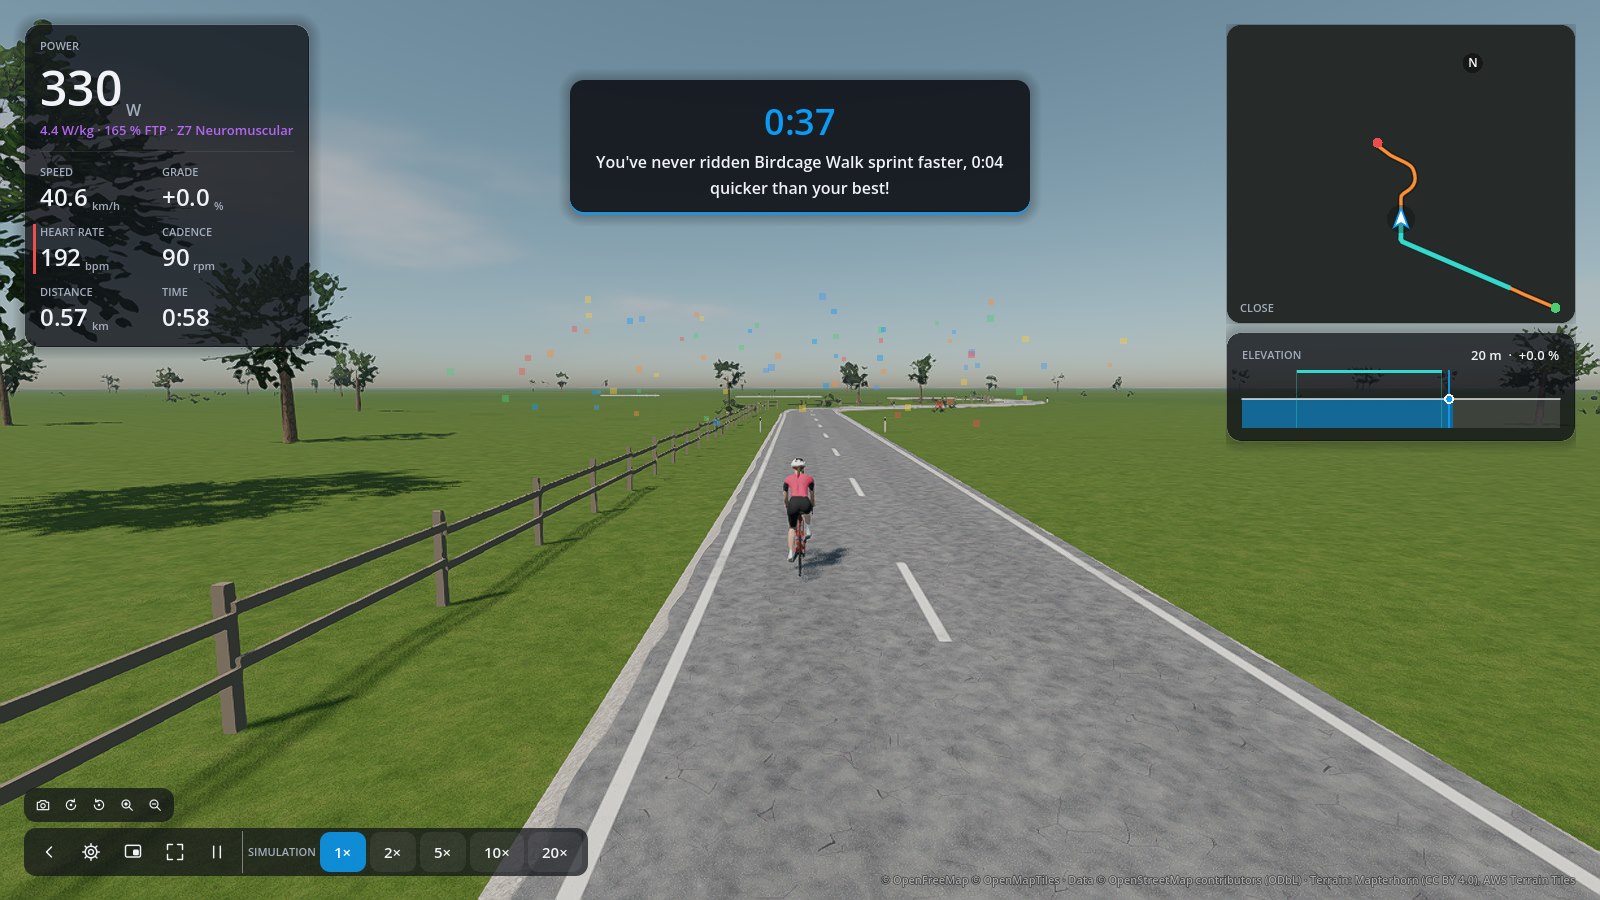 POWER
330 W
4.4 W/kg · 165 % FTP · Z7 Neuromuscular
SPEED
40.6 km/h
GRADE
+0.0 %
HEART RATE
192 bpm
CADENCE
90 rpm
DISTANCE
0.57 km
TIME
0:58
0:37
You've never ridden Birdcage Walk sprint faster, 0:04
quicker than your best!
N
CLOSE
ELEVATION
20 m · +0.0 %
SIMULATION
1×
2×
5×
10×
20×
© OpenFreeMap © OpenMapTiles · Data © OpenStreetMap contributors (ODbL) · Terrain: Mapterhorn (CC BY 4.0), AWS Terrain Tiles